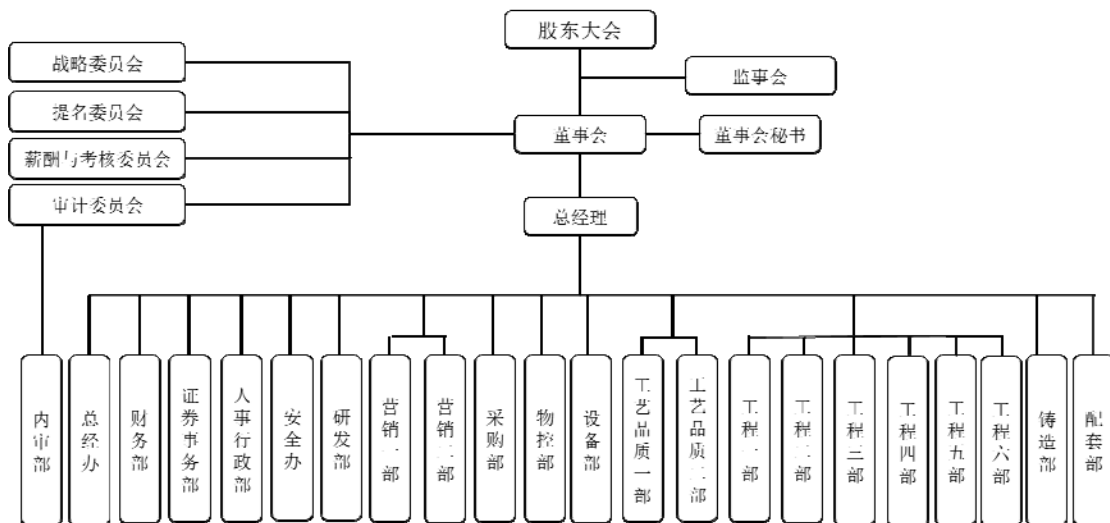 股东大会
战略委员会
监事会
提名委员会
董事会
董事会秘书
薪酬与考核委员会
审计委员会
总经理
内审部
总经办
财务部
证券事务部
人事行政部
安全办
研发部
营销一部
营销二部
采购部
物控部
设备部
工艺品质一部
工艺品质二部
工程一部
工程二部
工程三部
工程四部
工程五部
工程六部
铸造部
配套部